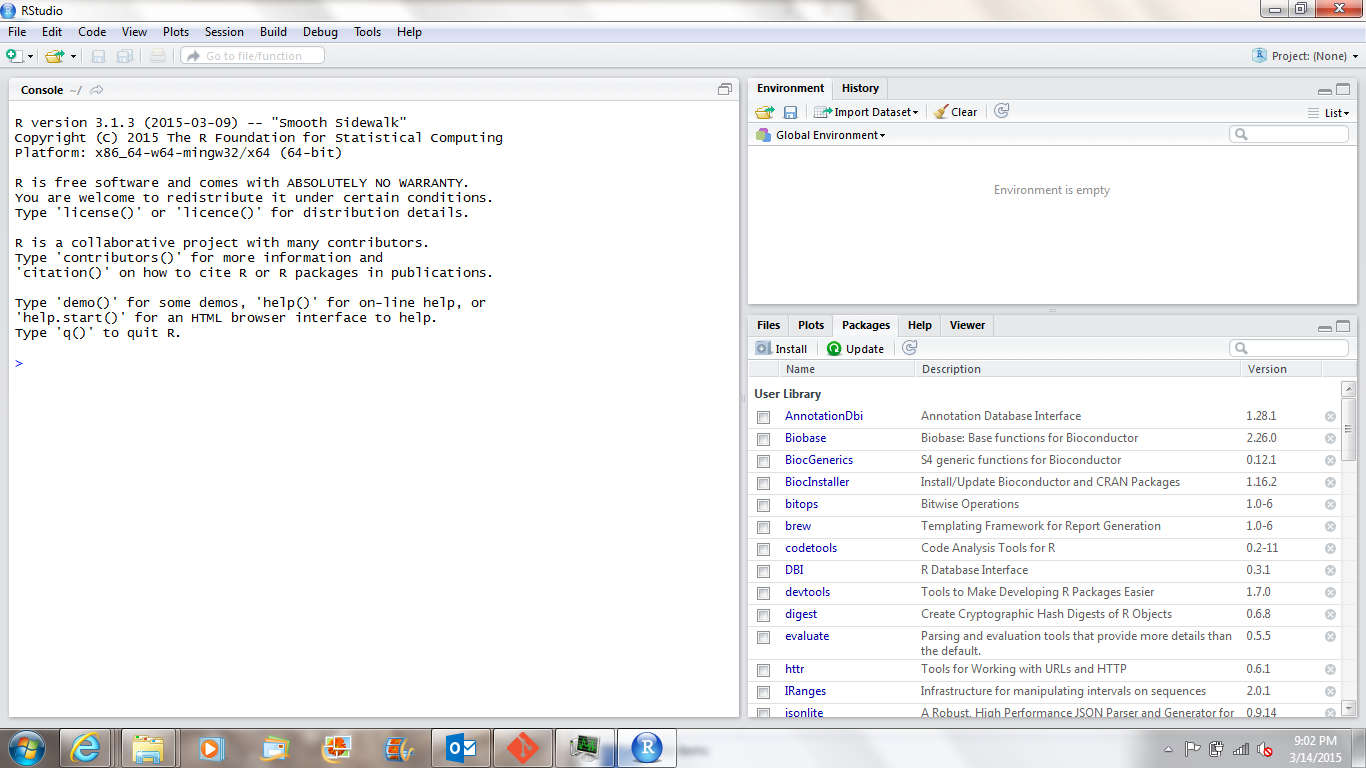 RStudio
File Edit Code View Plots Session Build Debug Tools Help
Go to file/function
Project: (None)
Console ~/
R version 3.1.3 (2015-03-09) -- "Smooth Sidewalk"
Copyright (C) 2015 The R Foundation for Statistical Computing
Platform: x86_64-w64-mingw32/x64 (64-bit)
R is free software and comes with ABSOLUTELY NO WARRANTY.
You are welcome to redistribute it under certain conditions.
Type 'license()' or 'licence()' for distribution details.
R is a collaborative project with many contributors.
Type 'contributors()' for more information and
'citation()' on how to cite R or R packages in publications.
Type 'demo()' for some demos, 'help()' for on-line help, or
'help.start()' for an HTML browser interface to help.
Type 'q()' to quit R.
>
Environment History
Import Dataset Clear List
Global Environment
Environment is empty
Files Plots Packages Help Viewer
Install Update
Name Description Version
User Library
AnnotationDbi Annotation Database Interface 1.28.1
Biobase Biobase: Base functions for Bioconductor 2.26.0
BiocGenerics S4 generic functions for Bioconductor 0.12.1
BiocInstaller Install/Update Bioconductor and CRAN Packages 1.16.2
bitops Bitwise Operations 1.0-6
brew Templating Framework for Report Generation 1.0-6
codetools Code Analysis Tools for R 0.2-11
DBI R Database Interface 0.3.1
devtools Tools to Make Developing R Packages Easier 1.7.0
digest Create Cryptographic Hash Digests of R Objects 0.6.8
evaluate Parsing and evaluation tools that provide more details than 0.5.5
the default.
httr Tools for Working with URLs and HTTP 0.6.1
IRanges Infrastructure for manipulating intervals on sequences 2.0.1
jsonlite A Robust, High Performance JSON Parser and Generator for 0.9.14
9:02 PM
3/14/2015